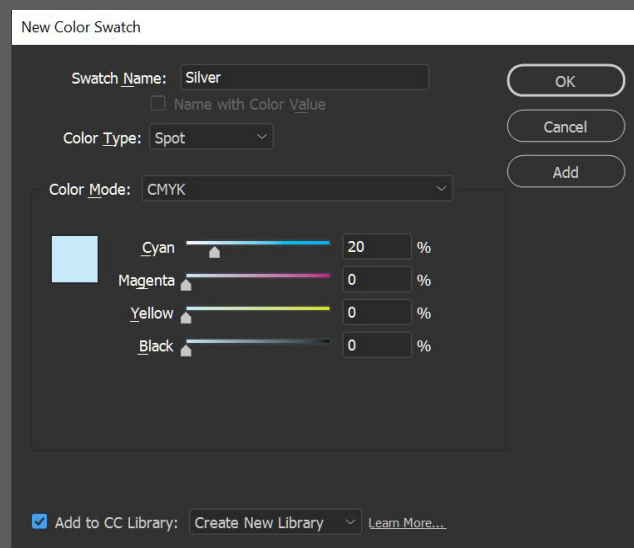 New Color Swatch
Swatch Name: Silver
OK
Name with Color Value
Cancel
Color Type: Spot
Add
Color Mode: CMYK
Cyan 20 %
Magenta 0 %
Yellow 0 %
Black 0 %
Add to CC Library: Create New Library Learn More...